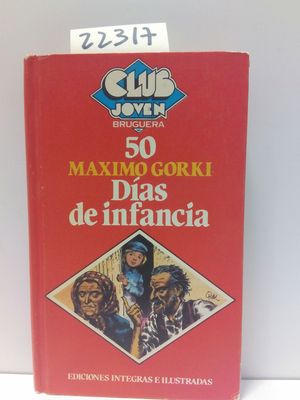 22317
CLUB
JOVEN
BRUGUERA
50
MAXIMO GORKI
Días
de infancia
EDICIONES INTEGRAS E ILUSTRADAS